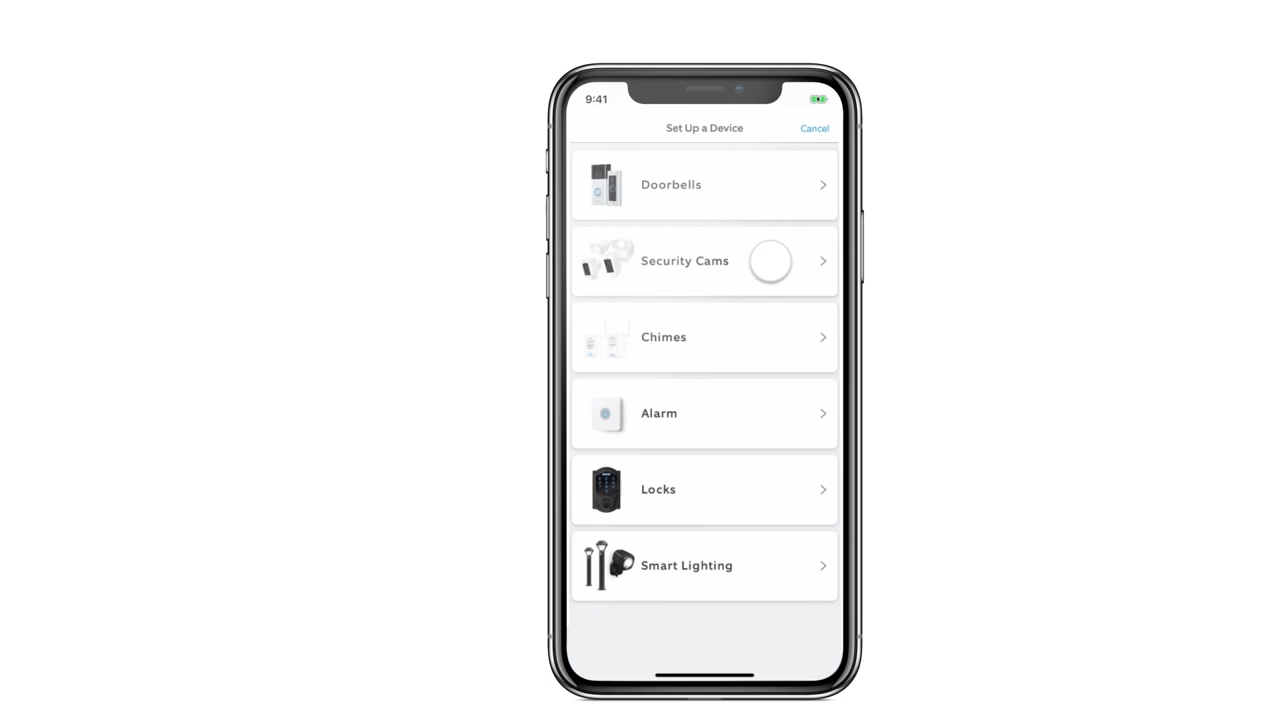 9:41
Set Up a Device
Cancel
Doorbells
Security Cams
Chimes
Alarm
Locks
Smart Lighting